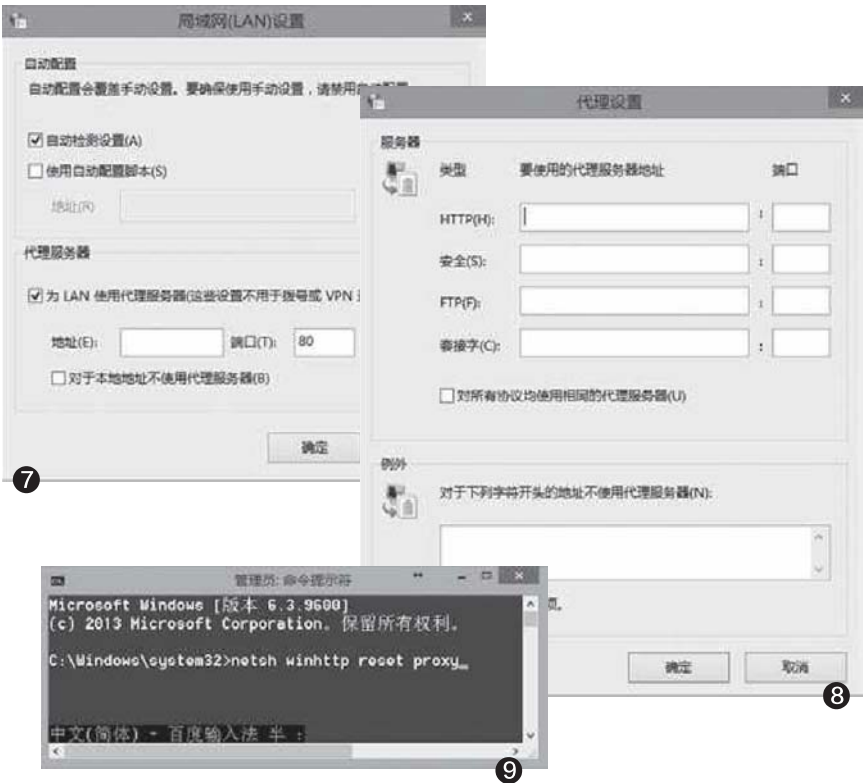 局域网(LAN)设置
自动配置
自动配置会覆盖手动设置。要确保使用手动设置，请禁用自动配置
自动检测设置(A)
使用自动配置脚本(S)
地址(R)
代理服务器
为 LAN 使用代理服务器(这些设置不用于拨号或 VPN
地址(E):
端口(T): 80
对于本地地址不使用代理服务器(B)
确定
7
代理设置
服务器
类型 要使用的代理服务器地址 端口
HTTP(H): :
安全(S): :
FTP(F): :
套接字(C): :
对所有协议均使用相同的代理服务器(U)
例外
对于下列字符开头的地址不使用代理服务器(N):
项。
确定 取消
8
管理员: 命令提示符
Microsoft Windows [版本 6.3.9600]
(c) 2013 Microsoft Corporation。保留所有权利。
C:\Windows\system32>netsh winhttp reset proxy_
中文(简体) - 百度输入法 半 :
9